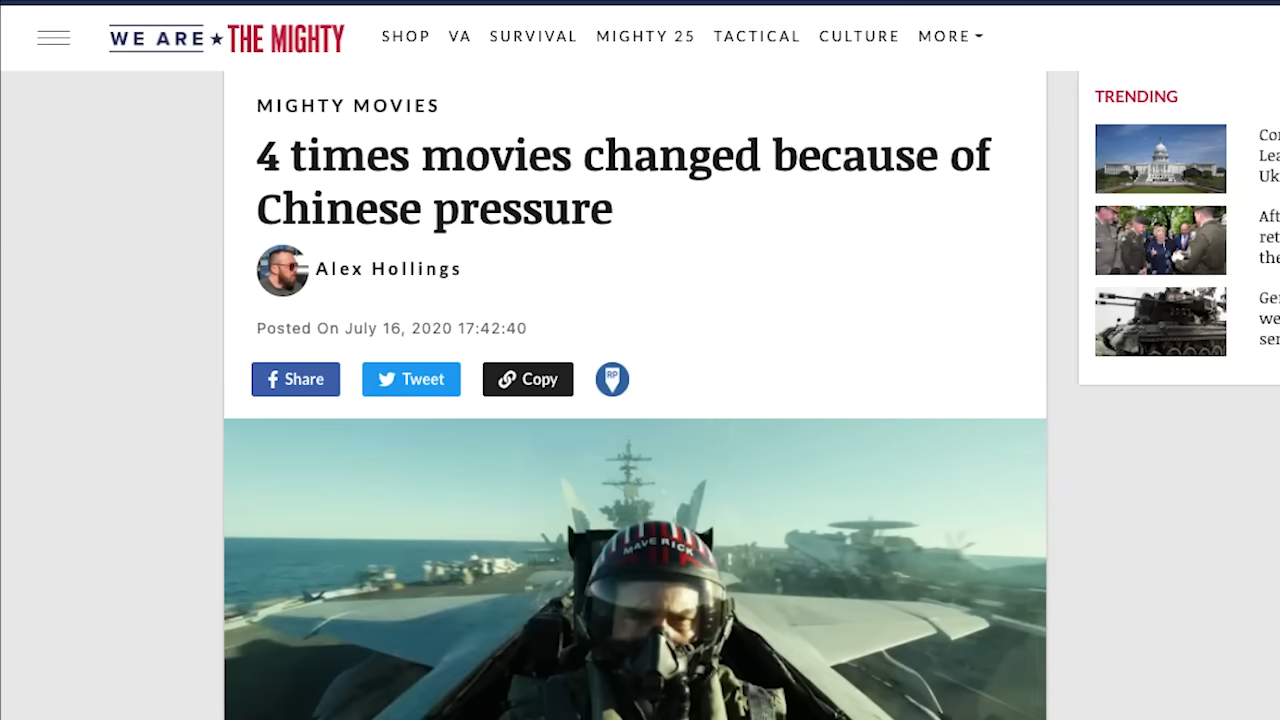 WE ARE THE MIGHTY
SHOP VA SURVIVAL MIGHTY 25 TACTICAL CULTURE MORE
MIGHTY MOVIES
4 times movies changed because of
Chinese pressure
Alex Hollings
Posted On July 16, 2020 17:42:40
Share Tweet Copy RP
MAVERICK
TRENDING